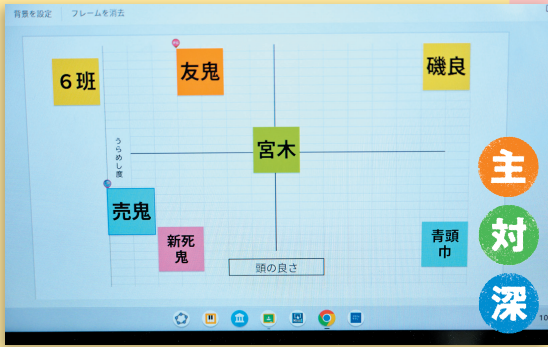 背景を設定 フレームを消去
6班
友鬼
磯良
うらめし度
宮木
売鬼
新死
鬼
青頭
巾
頭の良さ
主
対
深
10